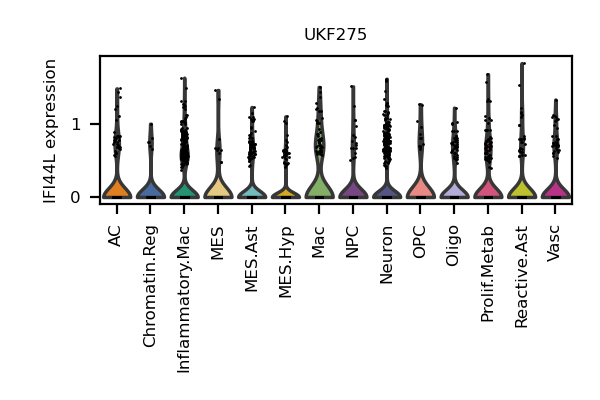 UKF275
IFI44L expression
1
0
AC
Chromatin.Reg
Inflammatory.Mac
MES
MES.Ast
MES.Hyp
Mac
NPC
Neuron
OPC
Oligo
Prolif.Metab
Reactive.Ast
Vasc